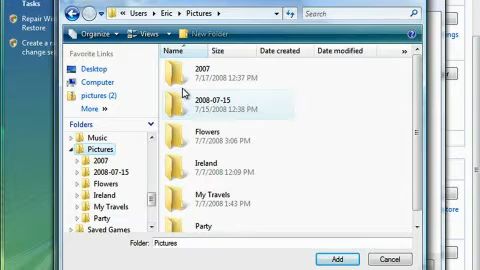 Tasks
Repair Win
Restore
Create a r
change se
« Users ▸ Eric ▸ Pictures ▸
Search
Organize
Views
New Folder
Favorite Links
Desktop
Computer
pictures (2)
More »
Folders
Music
Pictures
2007
2008-07-15
Flowers
Ireland
My Travels
Party
Saved Games
Name
Size
Date created
Date modified
»
2007
7/17/2008 12:37 PM
2008-07-15
7/15/2008 12:38 PM
Flowers
7/7/2008 3:06 PM
Ireland
7/7/2008 12:09 PM
My Travels
7/7/2008 1:43 PM
Party
Folder: Pictures
Add
Cancel
ings
store